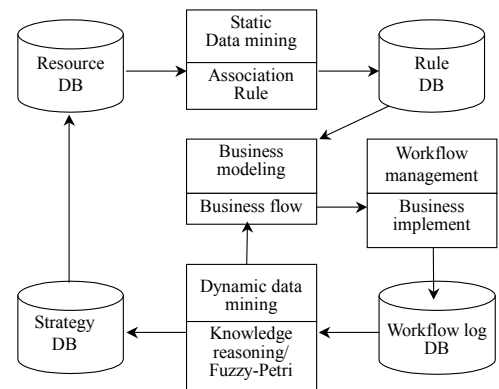 Static
Data mining
Association
Rule
Resource
DB
Rule
DB
Business
modeling
Business flow
Workflow
management
Business
implement
Dynamic data
mining
Knowledge
reasoning/
Fuzzy-Petri
Strategy
DB
Workflow log
DB